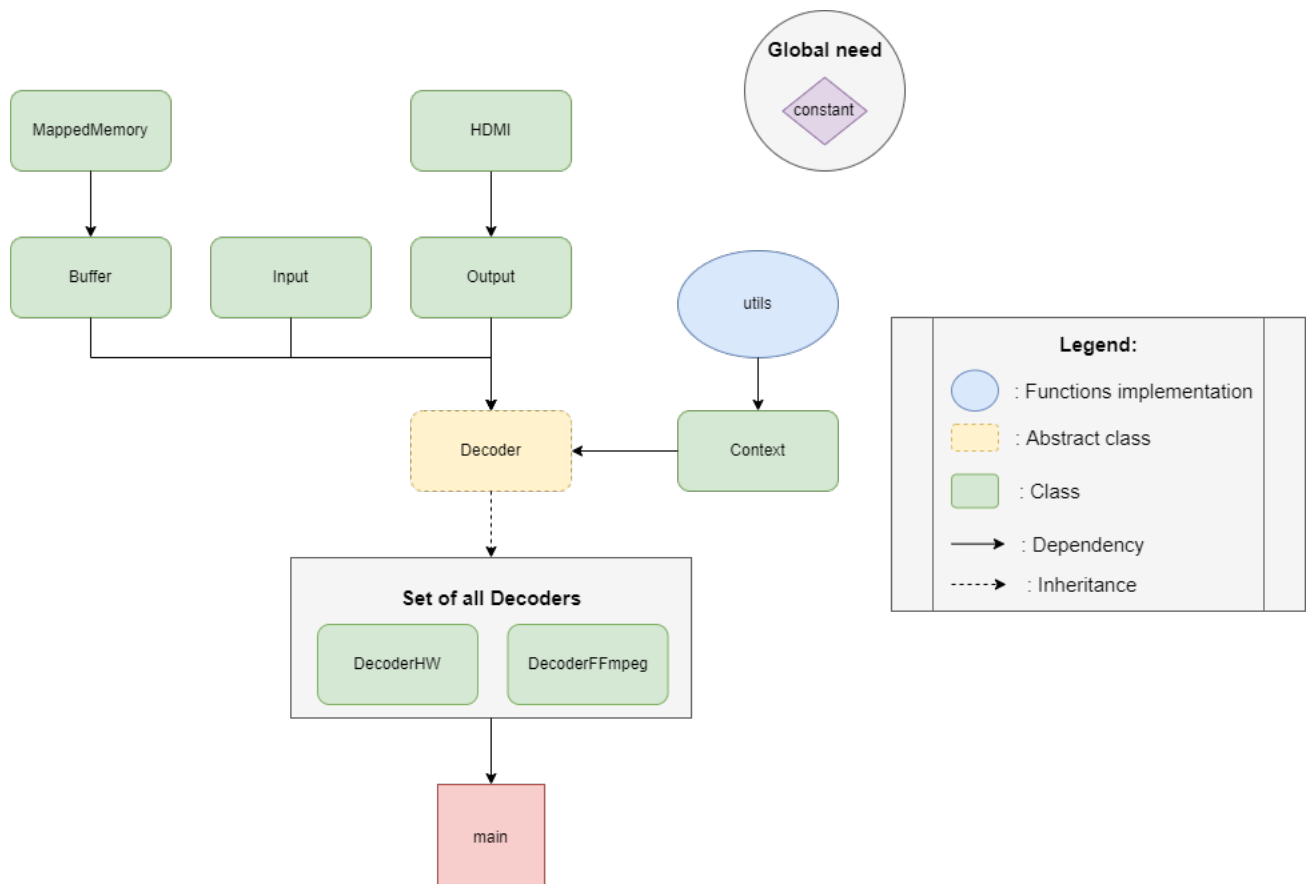 Global need
constant
MappedMemory
HDMI
Buffer
Input
Output
utils
Legend:
: Functions implementation
: Abstract class
: Class
: Dependency
: Inheritance
Decoder
Context
Set of all Decoders
DecoderHW
DecoderFFmpeg
main